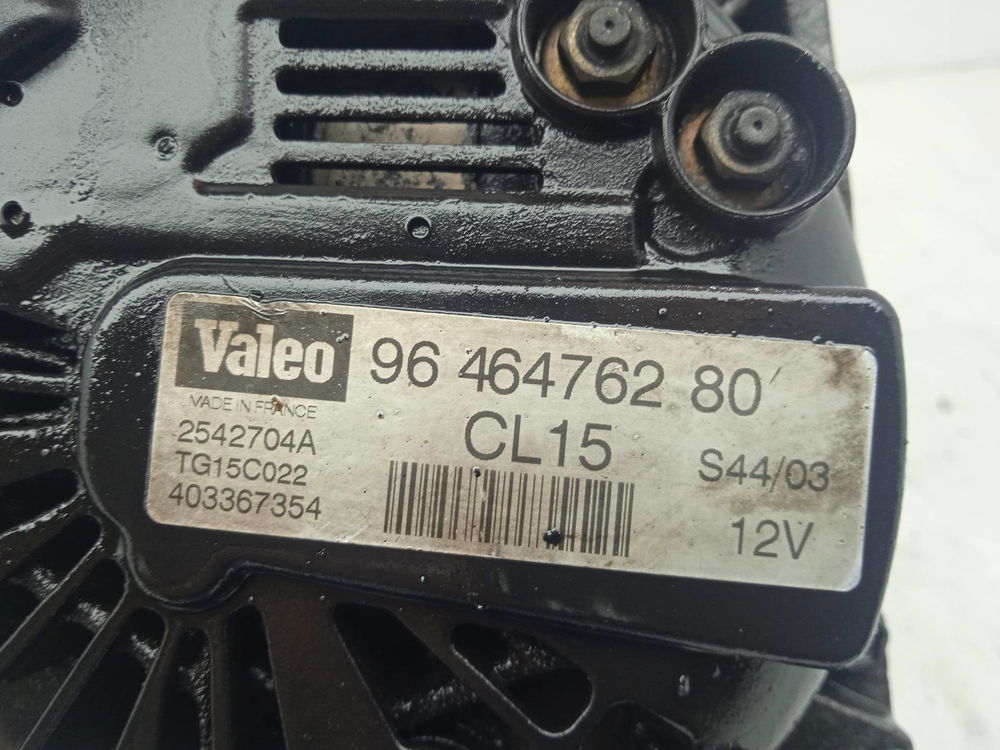 Valeo
MADE IN FRANCE
2542704A
TG15C022
403367354
96 464762 80
CL15
S44/03
12V